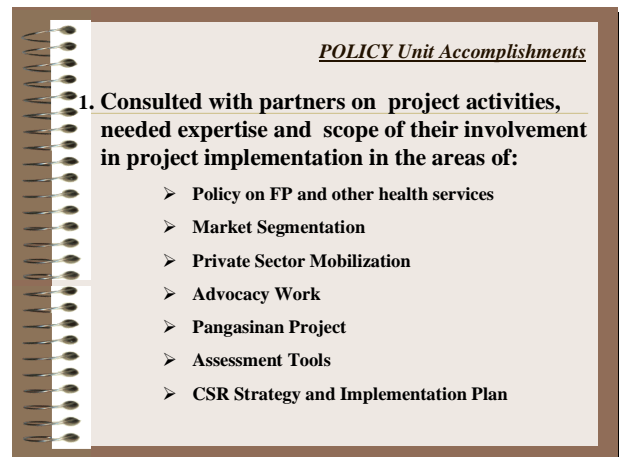 POLICY Unit Accomplishments
1. Consulted with partners on project activities,
needed expertise and scope of their involvement
in project implementation in the areas of:
➢ Policy on FP and other health services
➢ Market Segmentation
➢ Private Sector Mobilization
➢ Advocacy Work
➢ Pangasinan Project
➢ Assessment Tools
➢ CSR Strategy and Implementation Plan